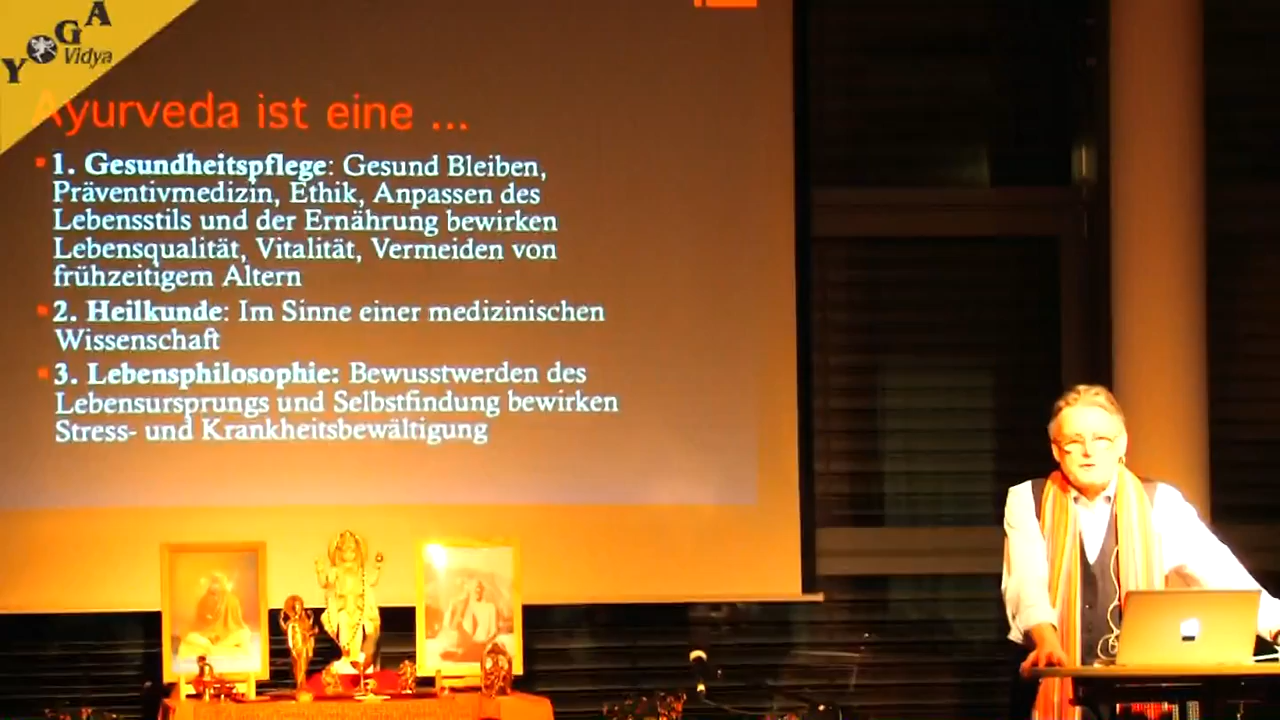 YOGA
Vidya
Ayurveda ist eine ...
1. Gesundheitspflege: Gesund Bleiben,
Präventivmedizin, Ethik, Anpassen des
Lebensstils und der Ernährung bewirken
Lebensqualität, Vitalität, Vermeiden von
frühzeitigem Altern
2. Heilkunde: Im Sinne einer medizinischen
Wissenschaft
3. Lebensphilosophie: Bewusstwerden des
Lebensursprungs und Selbstfindung bewirken
Stress- und Krankheitsbewältigung